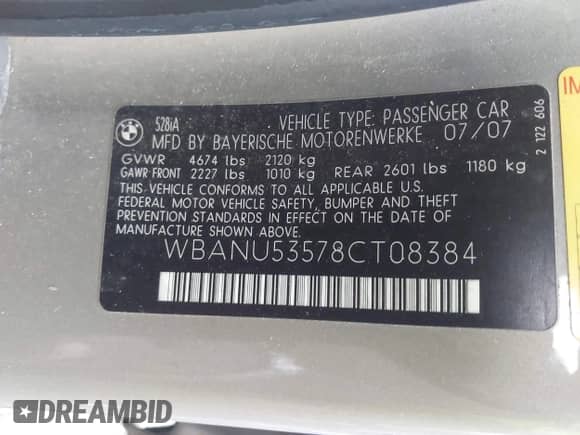 528iA
VEHICLE TYPE: PASSENGER CAR
MFD BY BAYERISCHE MOTORENWERKE 07/07
GVWR 4674 lbs 2120 kg
GAWR FRONT 2227 lbs 1010 kg REAR 2601 lbs 1180 kg
THIS VEHICLE CONFORMS TO ALL APPLICABLE U.S.
FEDERAL MOTOR VEHICLE SAFETY, BUMPER AND THEFT
PREVENTION STANDARDS IN EFFECT ON THE DATE OF
MANUFACTURE SHOWN ABOVE.
WBANU53578CT08384
2 122 606
IM
DREAMBID